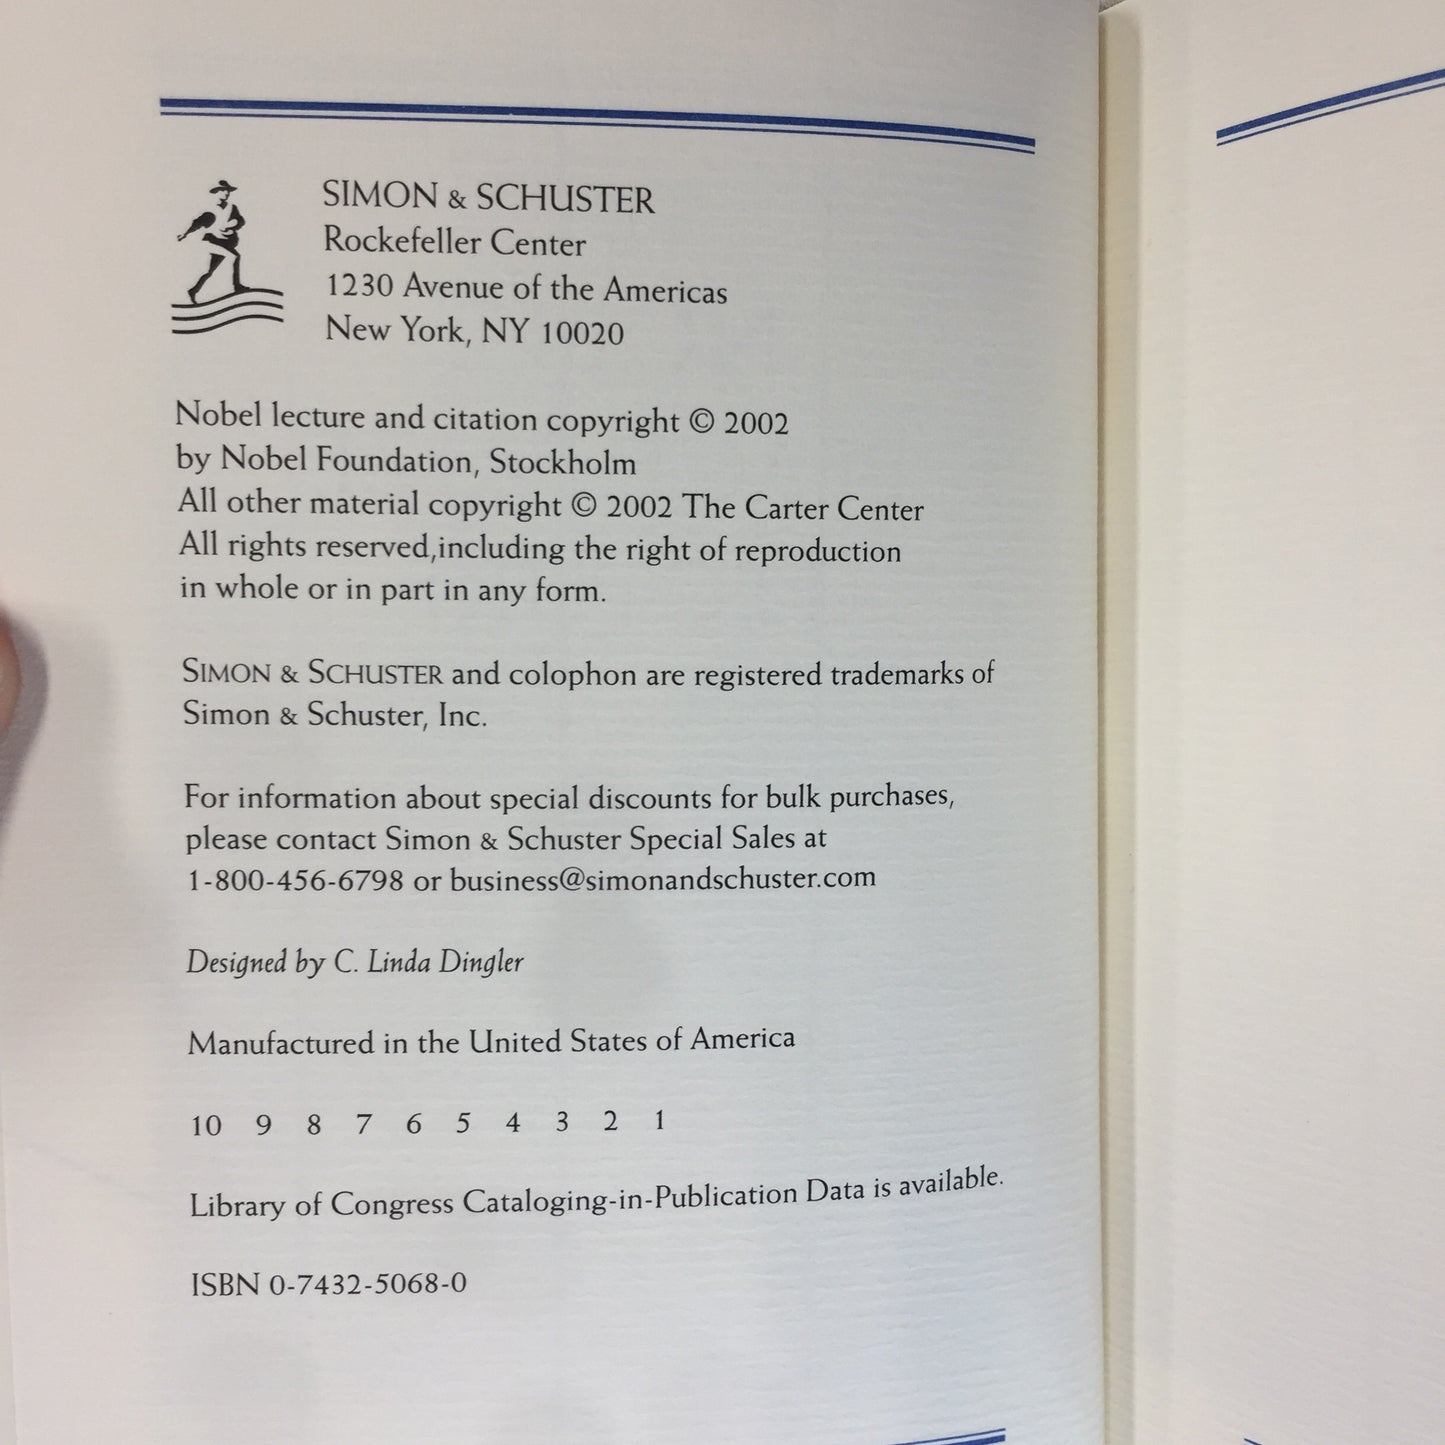 SIMON & SCHUSTER
Rockefeller Center
1230 Avenue of the Americas
New York, NY 10020
Nobel lecture and citation copyright © 2002
by Nobel Foundation, Stockholm
All other material copyright © 2002 The Carter Center
All rights reserved,including the right of reproduction
in whole or in part in any form.
SIMON & SCHUSTER and colophon are registered trademarks of
Simon & Schuster, Inc.
For information about special discounts for bulk purchases,
please contact Simon & Schuster Special Sales at
1-800-456-6798 or business@simonandschuster.com
Designed by C. Linda Dingler
Manufactured in the United States of America
10 9 8 7 6 5 4 3 2 1
Library of Congress Cataloging-in-Publication Data is available.
ISBN 0-7432-5068-0